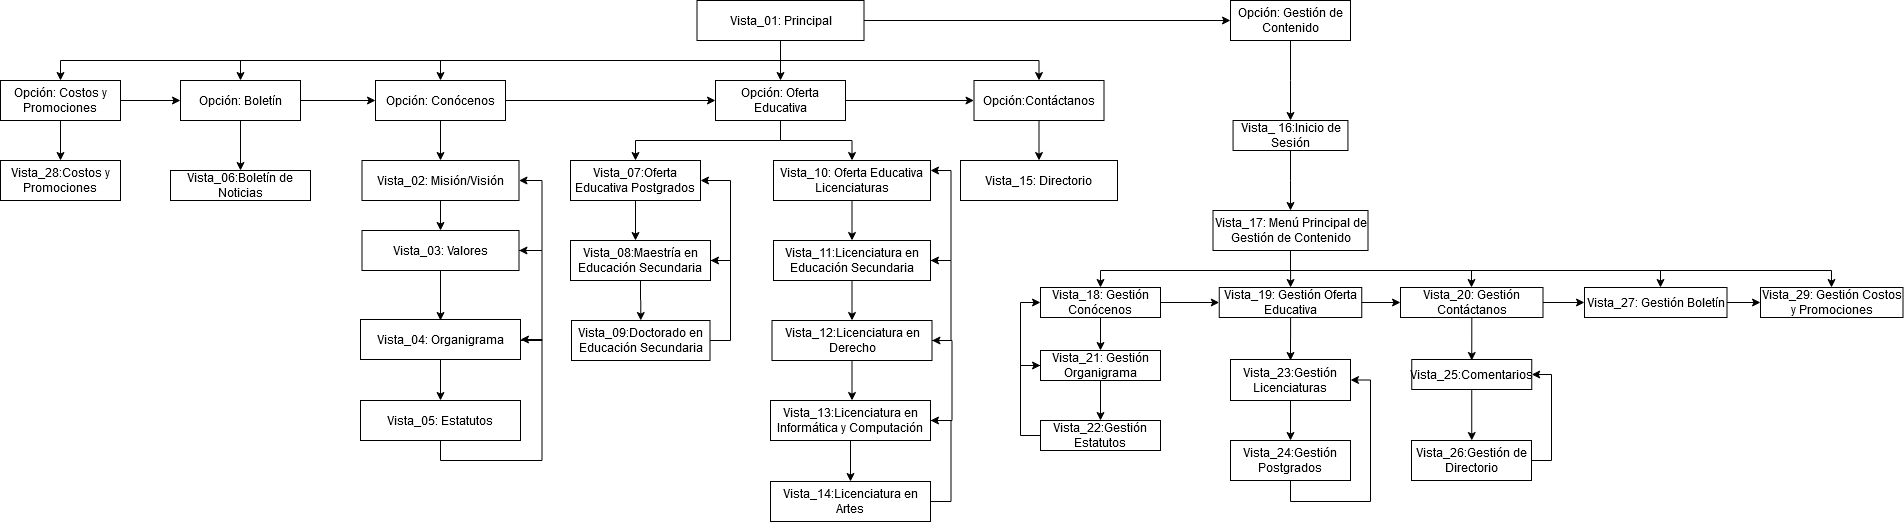 Vista_01: Principal
Opción: Gestión de
Contenido
Opción: Costos y
Promociones
Opción: Boletín
Opción: Conócenos
Opción: Oferta
Educativa
Opción:Contáctanos
Vista_ 16:Inicio de
Sesión
Vista_28:Costos y
Promociones
Vista_06:Boletín de
Noticias
Vista_02: Misión/Visión
Vista_07:Oferta
Educativa Postgrados
Vista_10: Oferta Educativa
Licenciaturas
Vista_15: Directorio
Vista_17: Menú Principal de
Gestión de Contenido
Vista_03: Valores
Vista_08:Maestría en
Educación Secundaria
Vista_11:Licenciatura en
Educación Secundaria
Vista_18: Gestión
Conócenos
Vista_19: Gestión Oferta
Educativa
Vista_20: Gestión
Contáctanos
Vista_27: Gestión Boletín
Vista_29: Gestión Costos
y Promociones
Vista_04: Organigrama
Vista_09:Doctorado en
Educación Secundaria
Vista_12:Licenciatura en
Derecho
Vista_21: Gestión
Organigrama
Vista_23:Gestión
Licenciaturas
Vista_25:Comentarios
Vista_05: Estatutos
Vista_13:Licenciatura en
Informática y Computación
Vista_22:Gestión
Estatutos
Vista_24:Gestión
Postgrados
Vista_26:Gestión de
Directorio
Vista_14:Licenciatura en
Artes